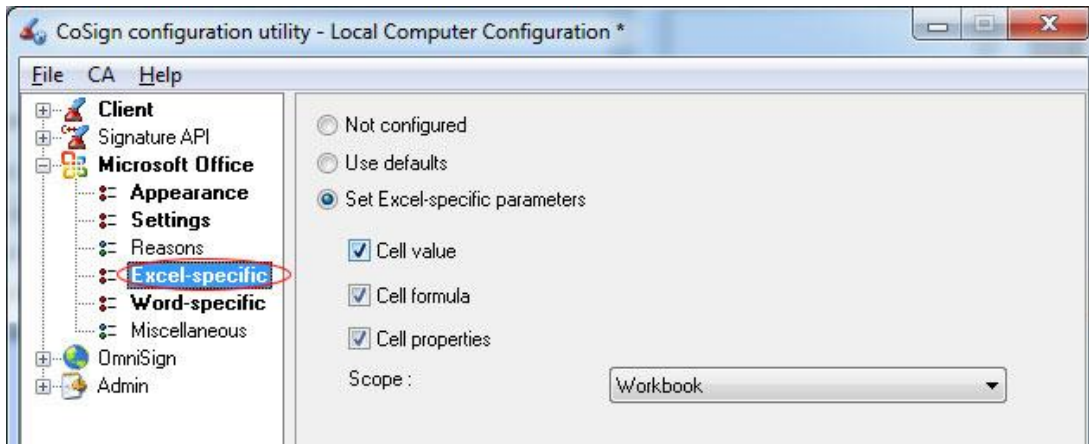 CoSign configuration utility - Local Computer Configuration *
File CA Help
Client
Signature API
Microsoft Office
Appearance
Settings
Reasons
Excel-specific
Word-specific
Miscellaneous
OmniSign
Admin
Not configured
Use defaults
Set Excel-specific parameters
Cell value
Cell formula
Cell properties
Scope : Workbook